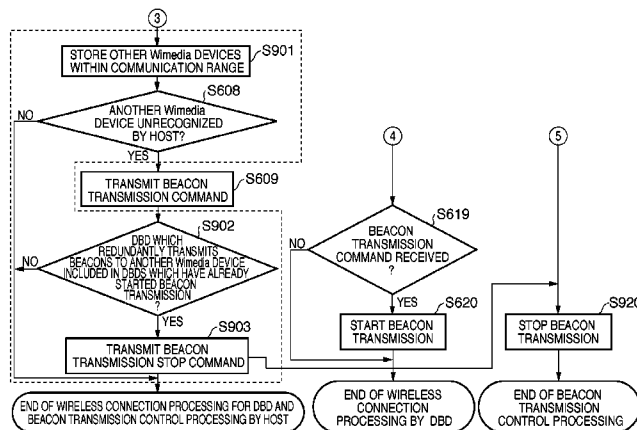 3
STORE OTHER Wimedia DEVICES
WITHIN COMMUNICATION RANGE
S901
S608
ANOTHER Wimedia
DEVICE UNRECOGNIZED
BY HOST?
NO
YES
TRANSMIT BEACON
TRANSMISSION COMMAND
S609
S902
DBD WHICH
REDUNDANTLY TRANSMITS
BEACONS TO ANOTHER Wimedia DEVICE
INCLUDED IN DBDS WHICH HAVE ALREADY
STARTED BEACON
TRANSMISSION
?
NO
YES
S903
TRANSMIT BEACON
TRANSMISSION STOP COMMAND
END OF WIRELESS CONNECTION PROCESSING FOR DBD AND
BEACON TRANSMISSION CONTROL PROCESSING BY HOST
4
S619
BEACON
TRANSMISSION
COMMAND RECEIVED
?
NO
YES
S620
START BEACON
TRANSMISSION
END OF WIRELESS
CONNECTION
PROCESSING BY DBD
5
S920
STOP BEACON
TRANSMISSION
END OF BEACON
TRANSMISSION
CONTROL PROCESSING